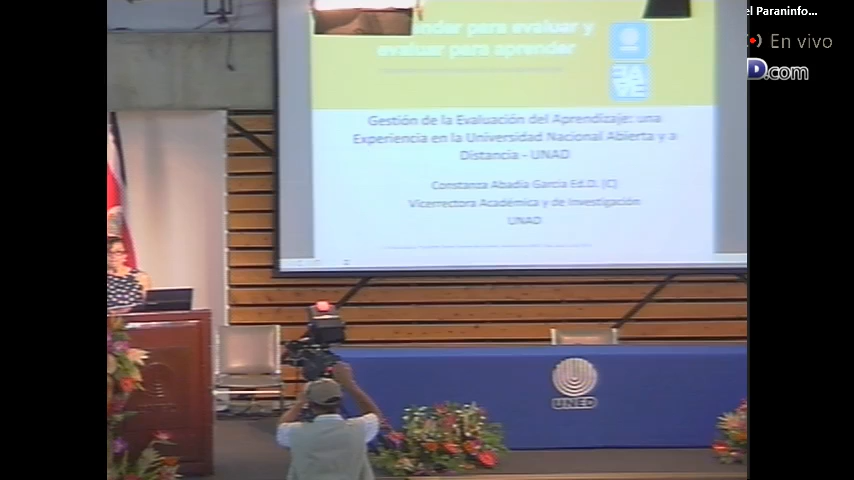 el Paraninfo...
En vivo
D.com
nder para evaluar y
evaluar para aprender
Gestión de la Evaluación del Aprendizaje: una
Experiencia en la Universidad Nacional Abierta y a
Distancia - UNAD
Constanza Abadía García Ed.D. (C)
Vicerrectora Académica y de Investigación
UNAD
UNED